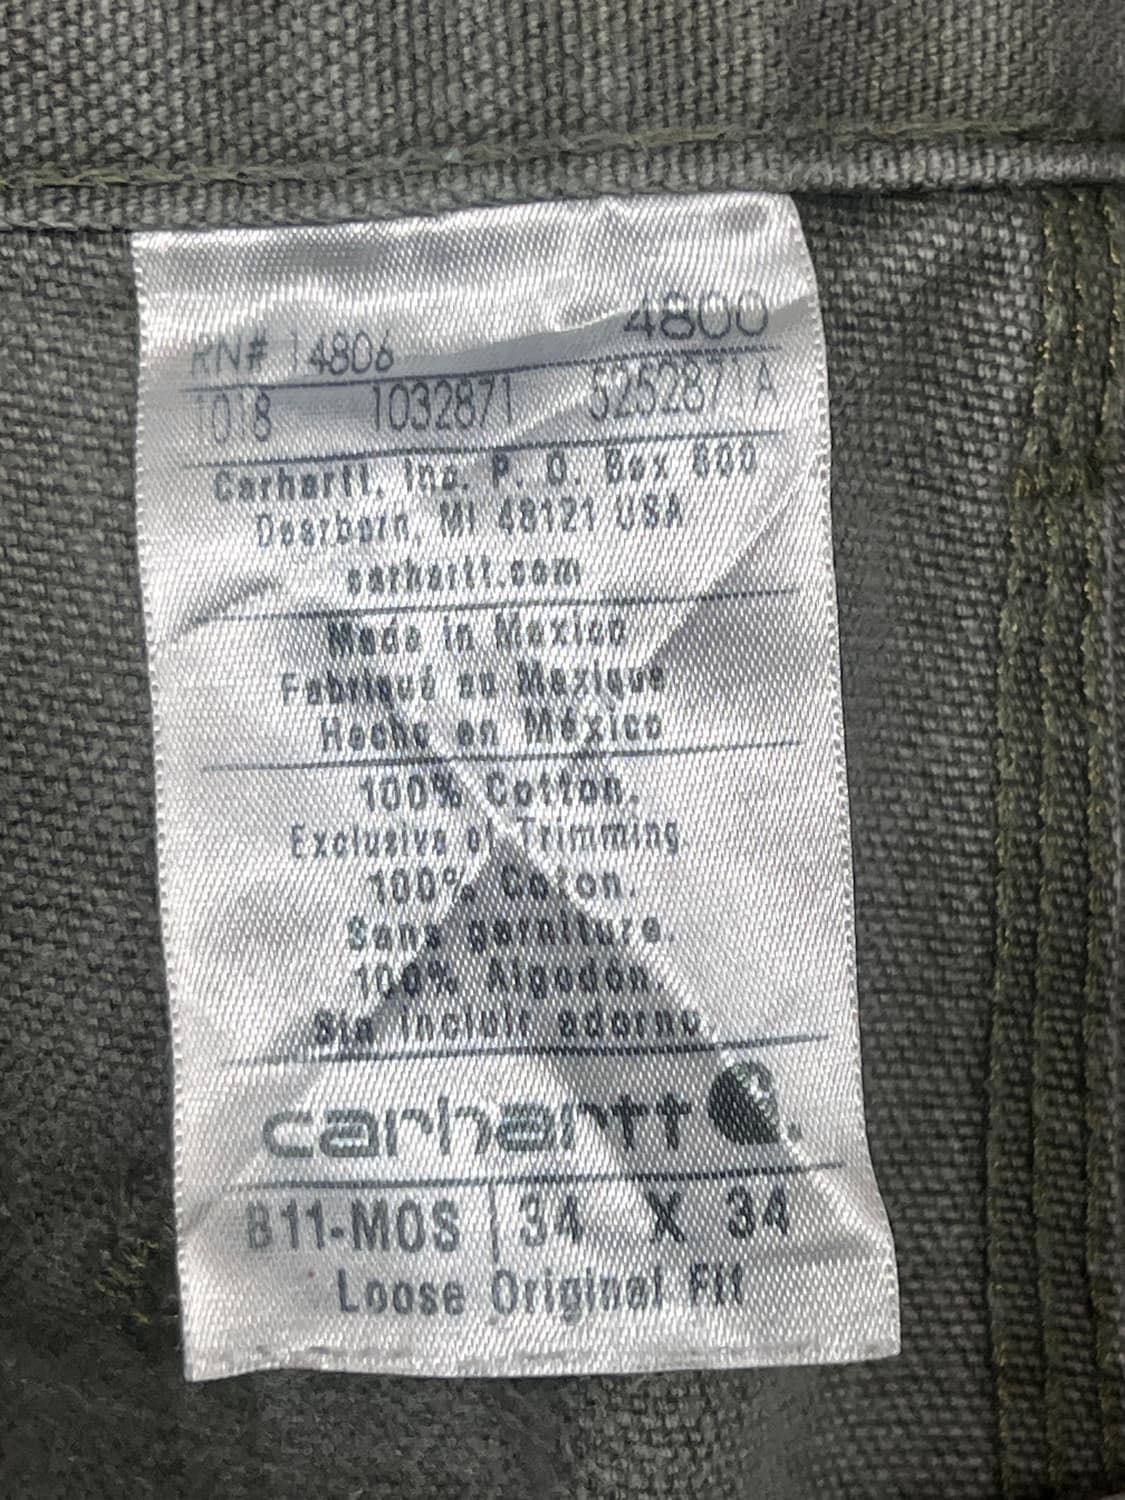 4800
RN# 14806
1018 1032871 525287 1A
Carhartt, Inc. P. O. Box 600
Dearborn, MI 48121 USA
carhartt.com
Made in Mexico
Fabriqué au Mexique
Hecho en México
100% Cotton.
Exclusive of Trimming
100% Coton.
Sans garniture.
100% Algodón
Sin incluir adorno.
carhartt
B11-MOS 34 X 34
Loose Original Fit